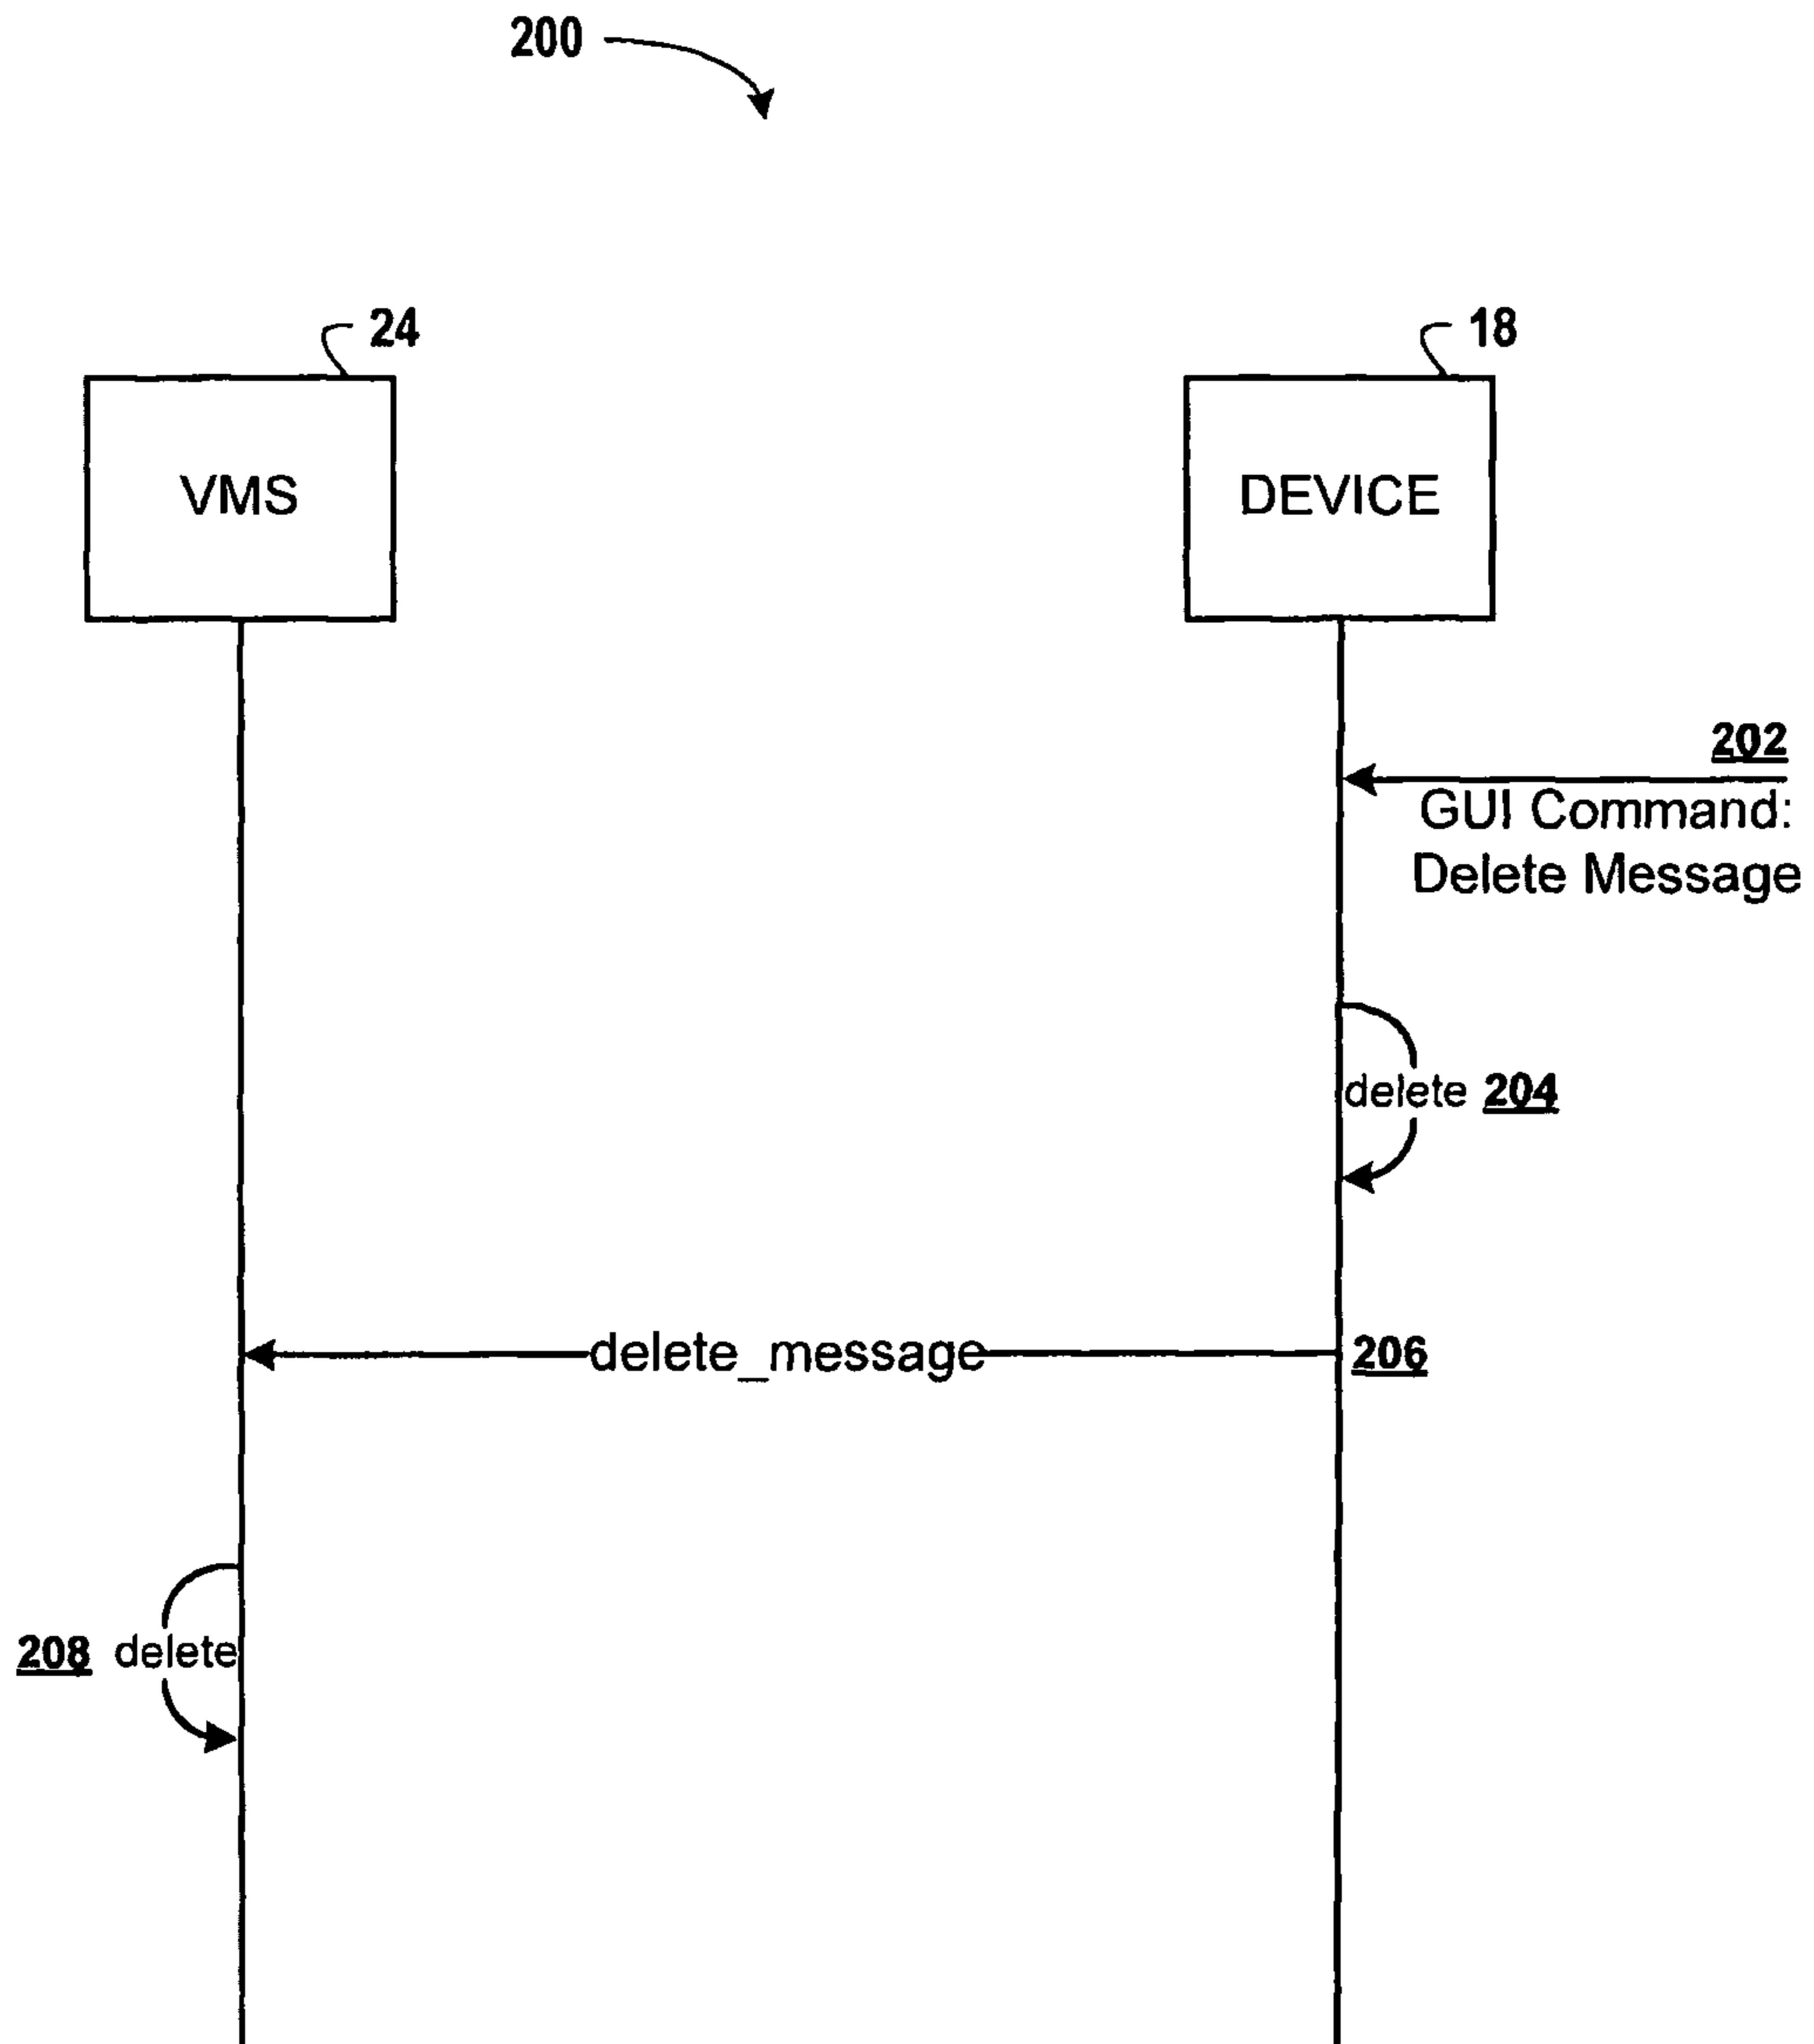 200
24
18
VMS
DEVICE
202
GUI Command:
Delete Message
delete 204
delete_message 206
208 delete